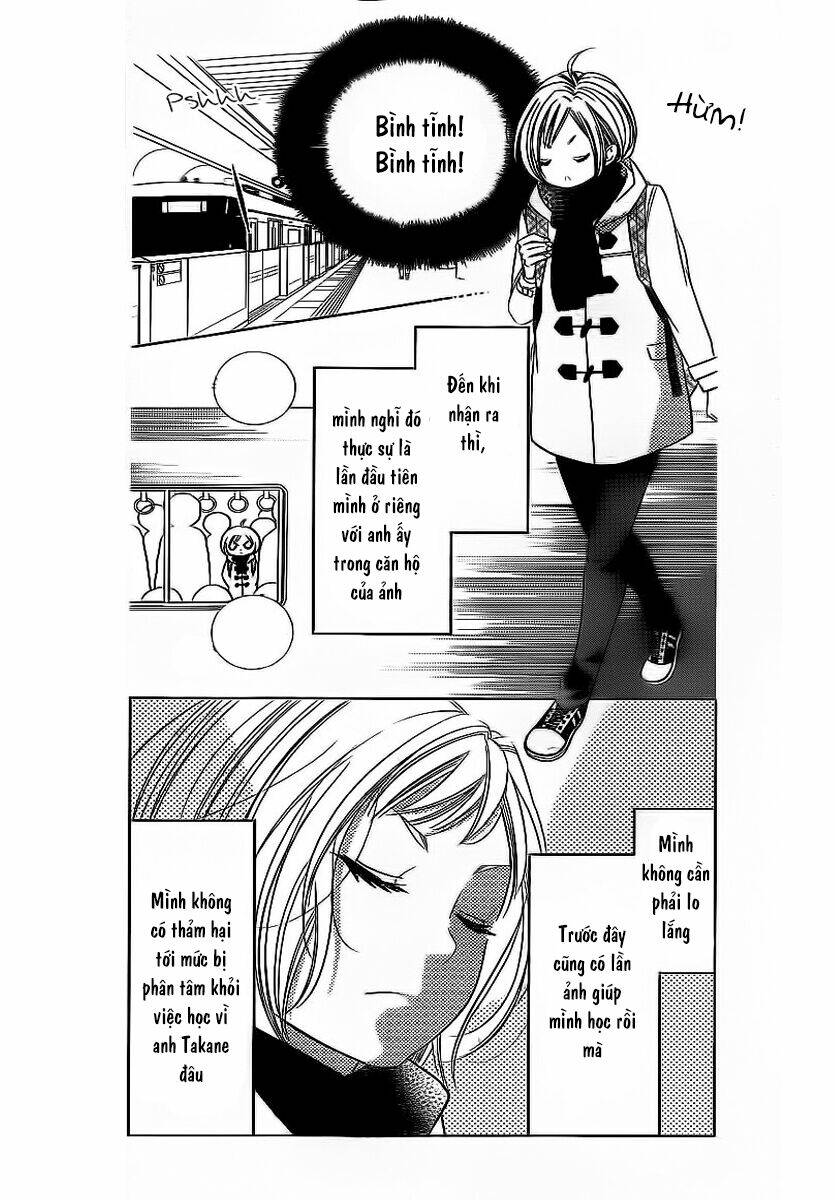 HỪM!
Bình tĩnh!
Bình tĩnh!
Pshhh
Đến khi
nhận ra
thì,
mình nghĩ đó
thực sự là
lần đầu tiên
mình ở riêng
với anh ấy
trong căn hộ
của ảnh
Mình
không cần
phải lo
lắng
Trước đây
cũng có lần
ảnh giúp
mình học rồi
mà
Mình không
có thảm hại
tới mức bị
phân tâm khỏi
việc học vì
anh Takane
đâu